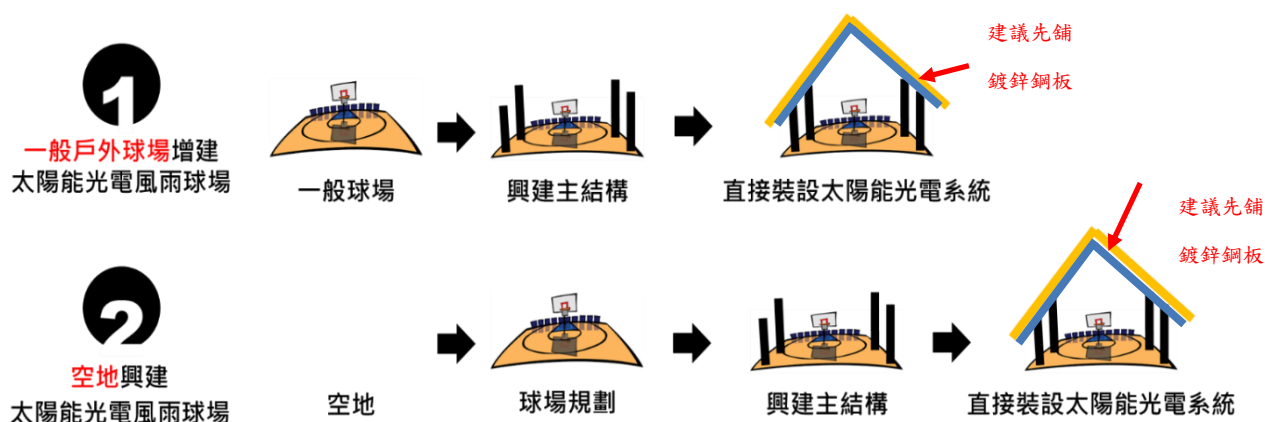 1
一般戶外球場增建
太陽能光電風雨球場
一般球場
興建主結構
直接裝設太陽能光電系統
建議先舖
鍍鋅鋼板
2
空地興建
太陽能光電風雨球場
空地
球場規劃
興建主結構
直接裝設太陽能光電系統
建議先舖
鍍鋅鋼板